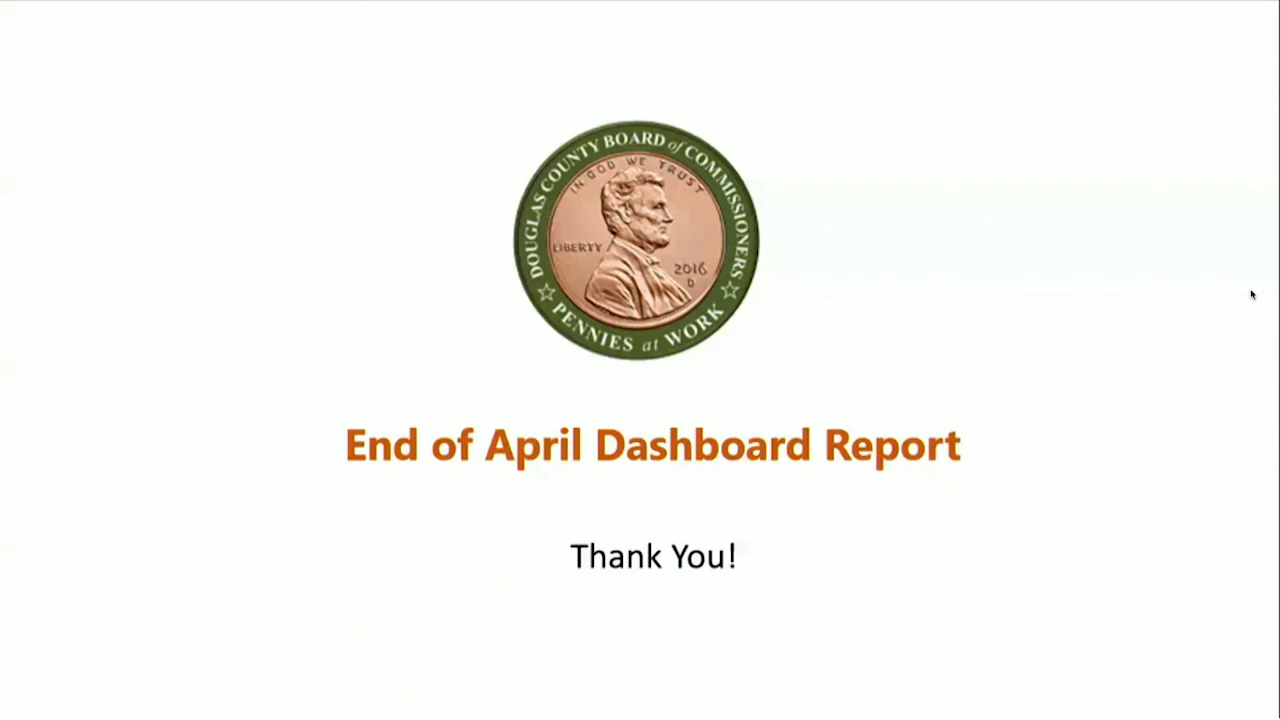 DOUGLAS COUNTY BOARD of COMMISSIONERS
IN GOD WE TRUST
LIBERTY
2016
D
PENNIES at WORK
End of April Dashboard Report
Thank You!